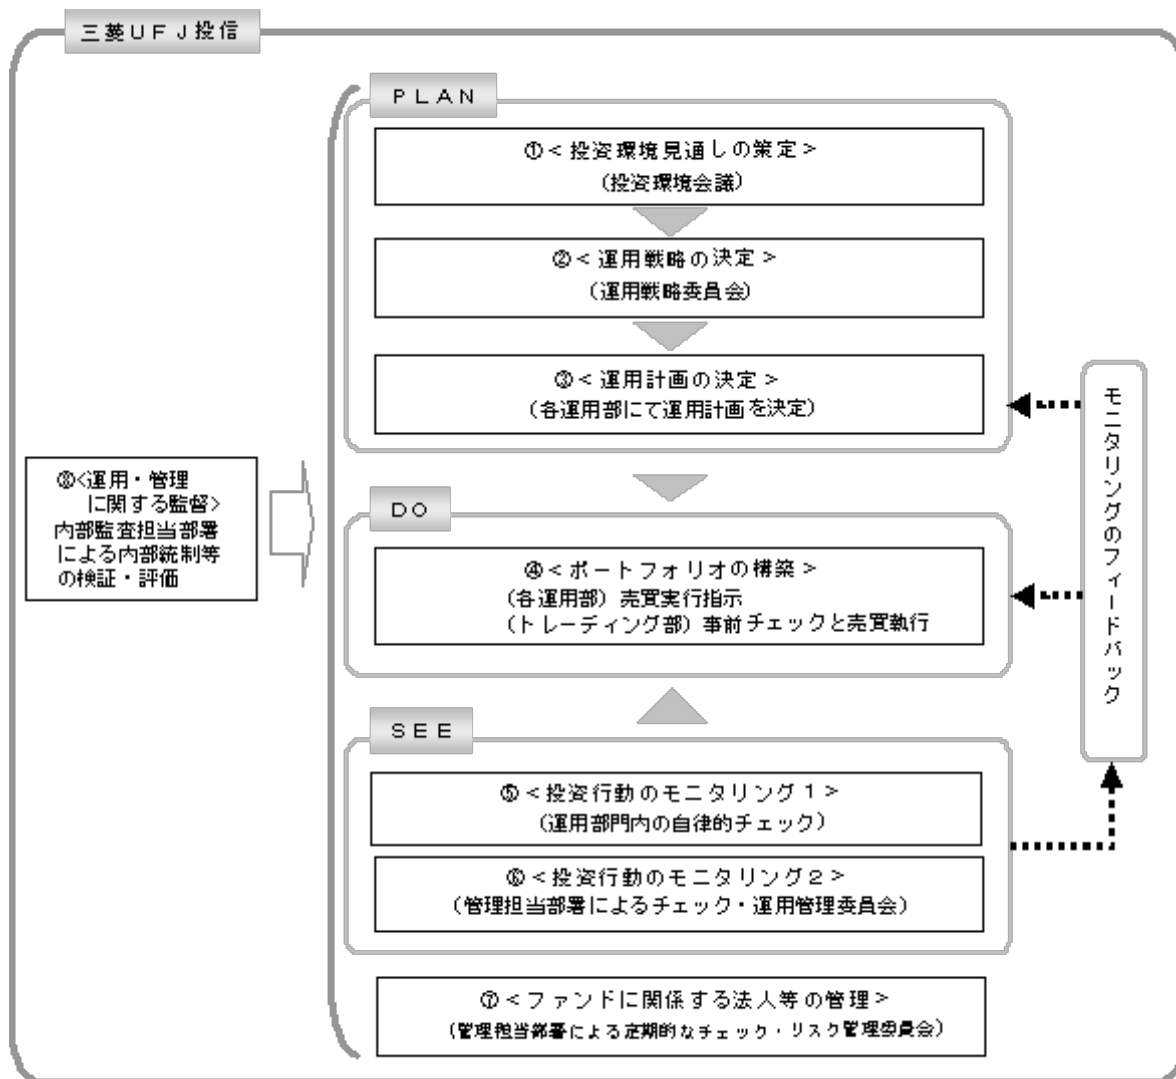 三菱UFJ投信
PLAN
①<投資環境見通しの策定>
(投資環境会議)
②<運用戦略の決定>
(運用戦略委員会)
③<運用計画の決定>
(各運用部にて運用計画を決定)
⑧<運用・管理
に関する監督>
内部監査担当部署
による内部統制等
の検証・評価
DO
④<ポートフォリオの構築>
(各運用部)売買実行指示
(トレーディング部)事前チェックと売買執行
モニタリングのフィードバック
SEE
⑤<投資行動のモニタリング1>
(運用部門内の自律的チェック)
⑥<投資行動のモニタリング2>
(管理担当部署によるチェック・運用管理委員会)
⑦<ファンドに関係する法人等の管理>
(管理担当部署による定期的なチェック・リスク管理委員会)